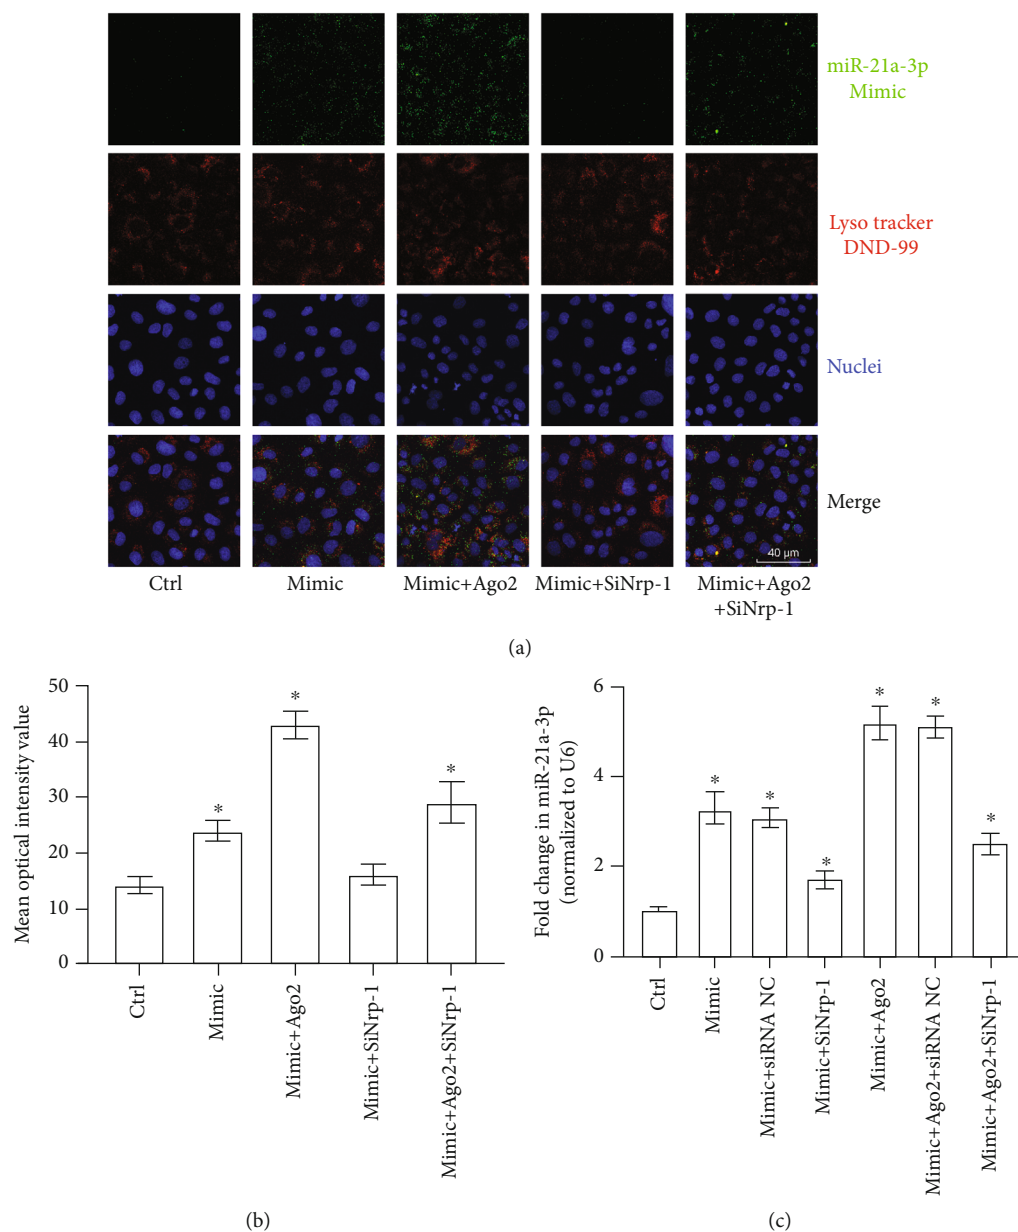 miR-21a-3p
Mimic
Lyso tracker
DND-99
Nuclei
Merge
40 μm
Ctrl
Mimic
Mimic+Ago2
Mimic+SiNrp-1
Mimic+Ago2
+SiNrp-1
(a)
Mean optical intensity value
50
40
30
20
10
0
*
*
*
Ctrl
Mimic
Mimic+Ago2
Mimic+SiNrp-1
Mimic+Ago2+SiNrp-1
(b)
Fold change in miR-21a-3p
(normalized to U6)
6
4
2
0
*
*
*
*
*
*
Ctrl
Mimic
Mimic+siRNA NC
Mimic+SiNrp-1
Mimic+Ago2
Mimic+Ago2+siRNA NC
Mimic+Ago2+SiNrp-1
(c)